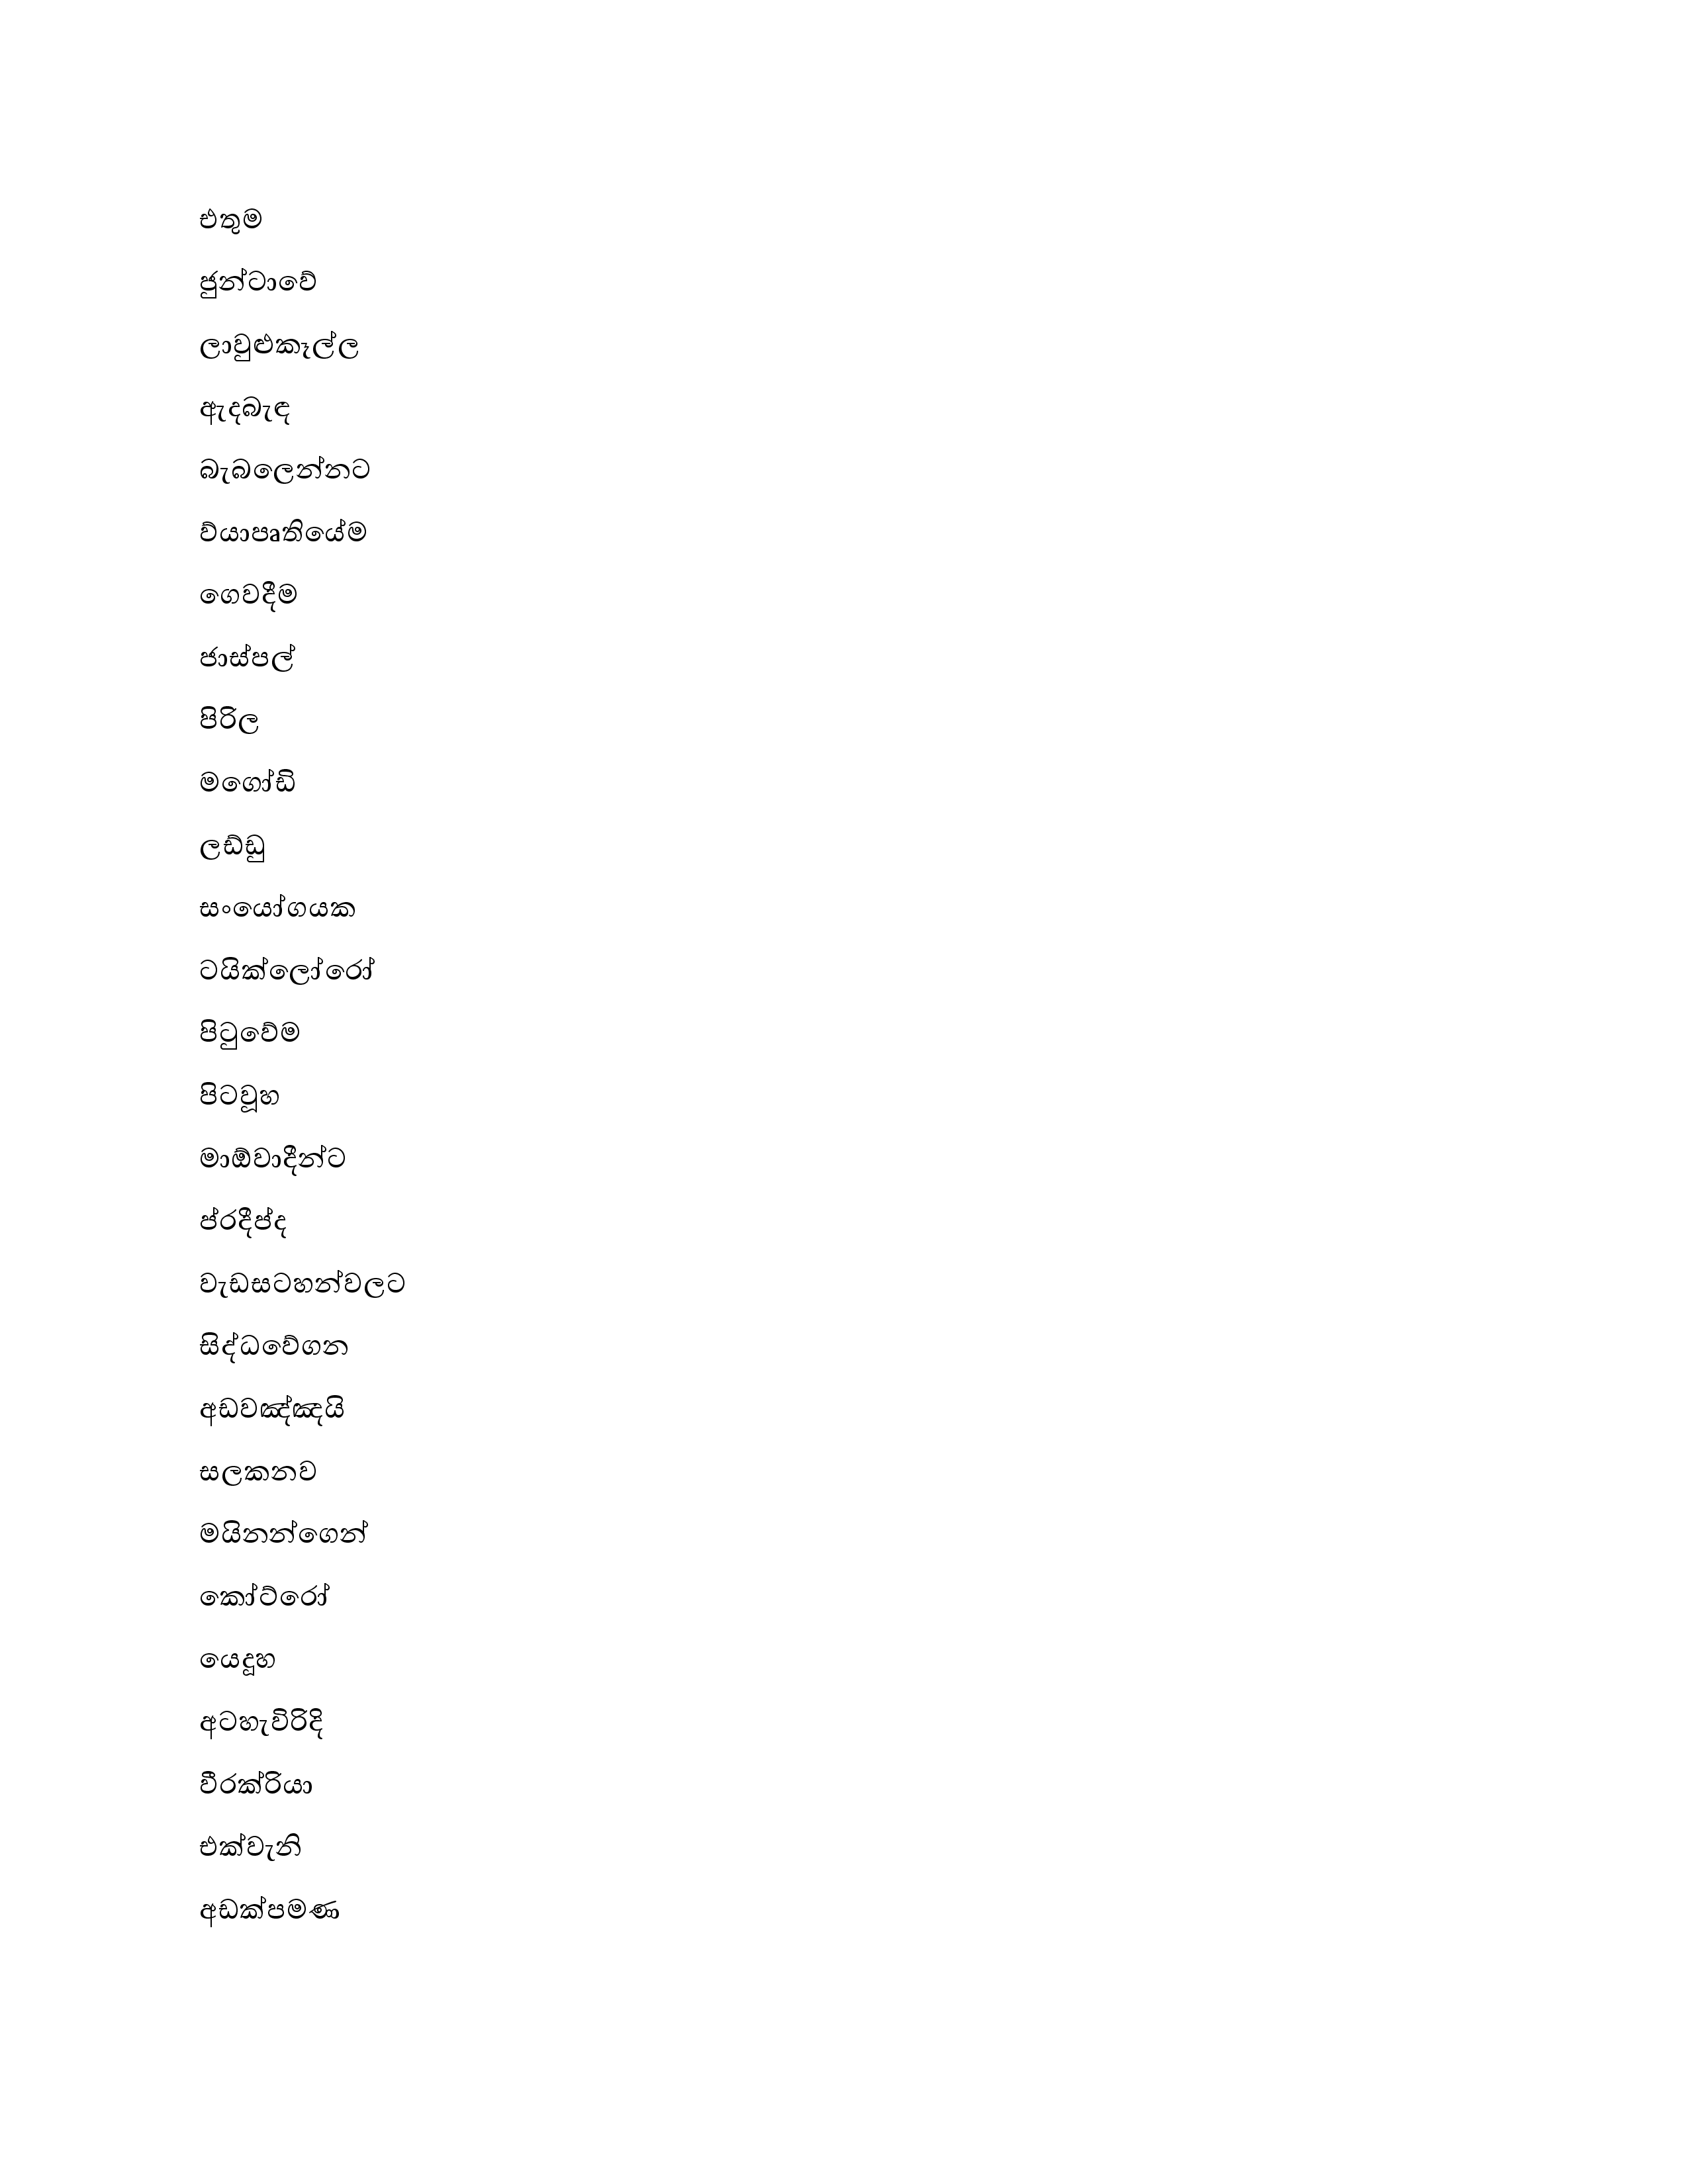 එතුම
ජුන්ටාවේ
ලාවුළුකෑල්ල
ඇදබැඳ
බැබලෙන්නට
ව්යාපෘතියේම
ගෙවදීම
ජාස්පල්
පිරිල
මගෝඩි
ලඩ්ඩු
සංයෝගයක
ටයික්ලෝරෝ
පිටුවේම
පිටවූහ
මාඕවාදීන්ට
ප්රදීප්ද
වැඩසටහන්වලට
සිද්ධවේගන
අඩවඤ්ඤයි
සලකනව
මයිනන්ගෙන්
කෝට්රෝ
යෙදූහ
අටහැවිරිදි
වීරක්රියා
එක්වැනි
අඩක්පමණ